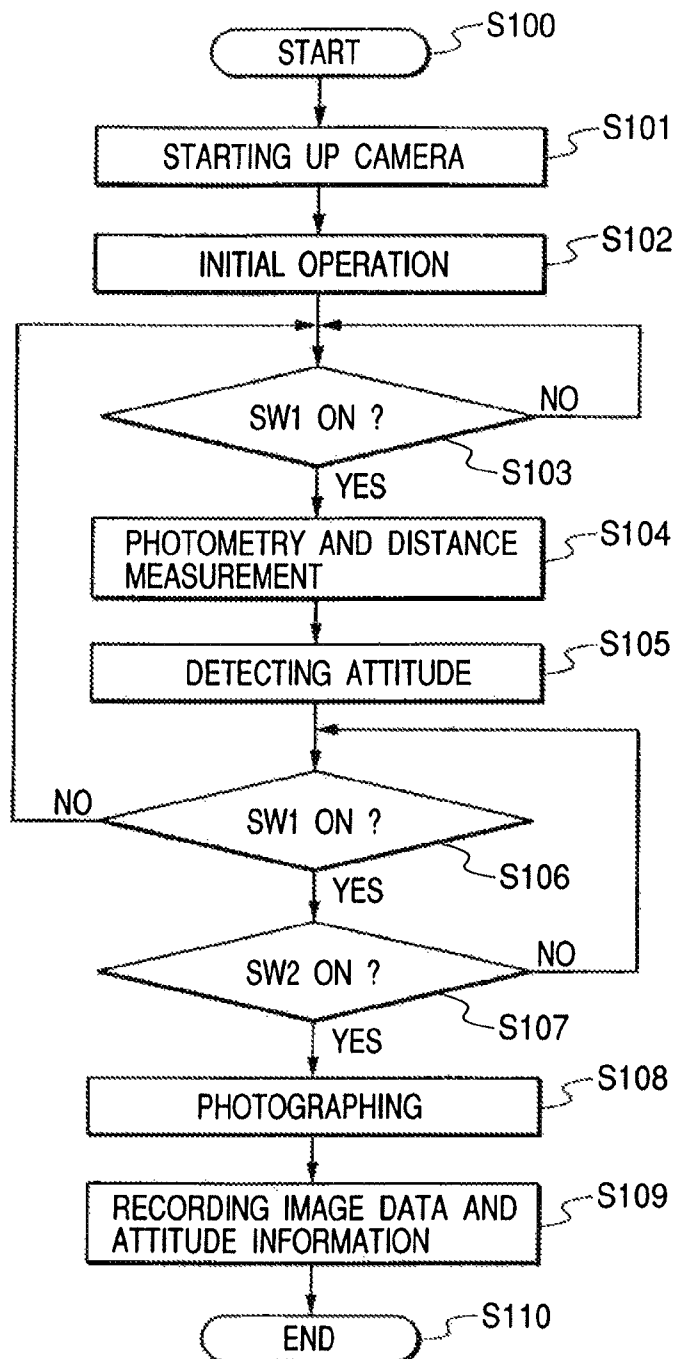 START
S100
STARTING UP CAMERA
S101
INITIAL OPERATION
S102
SW1 ON ?
NO
S103
YES
PHOTOMETRY AND DISTANCE
MEASUREMENT
S104
DETECTING ATTITUDE
S105
NO
SW1 ON ?
S106
YES
SW2 ON ?
NO
S107
YES
PHOTOGRAPHING
S108
RECORDING IMAGE DATA AND
ATTITUDE INFORMATION
S109
END
S110